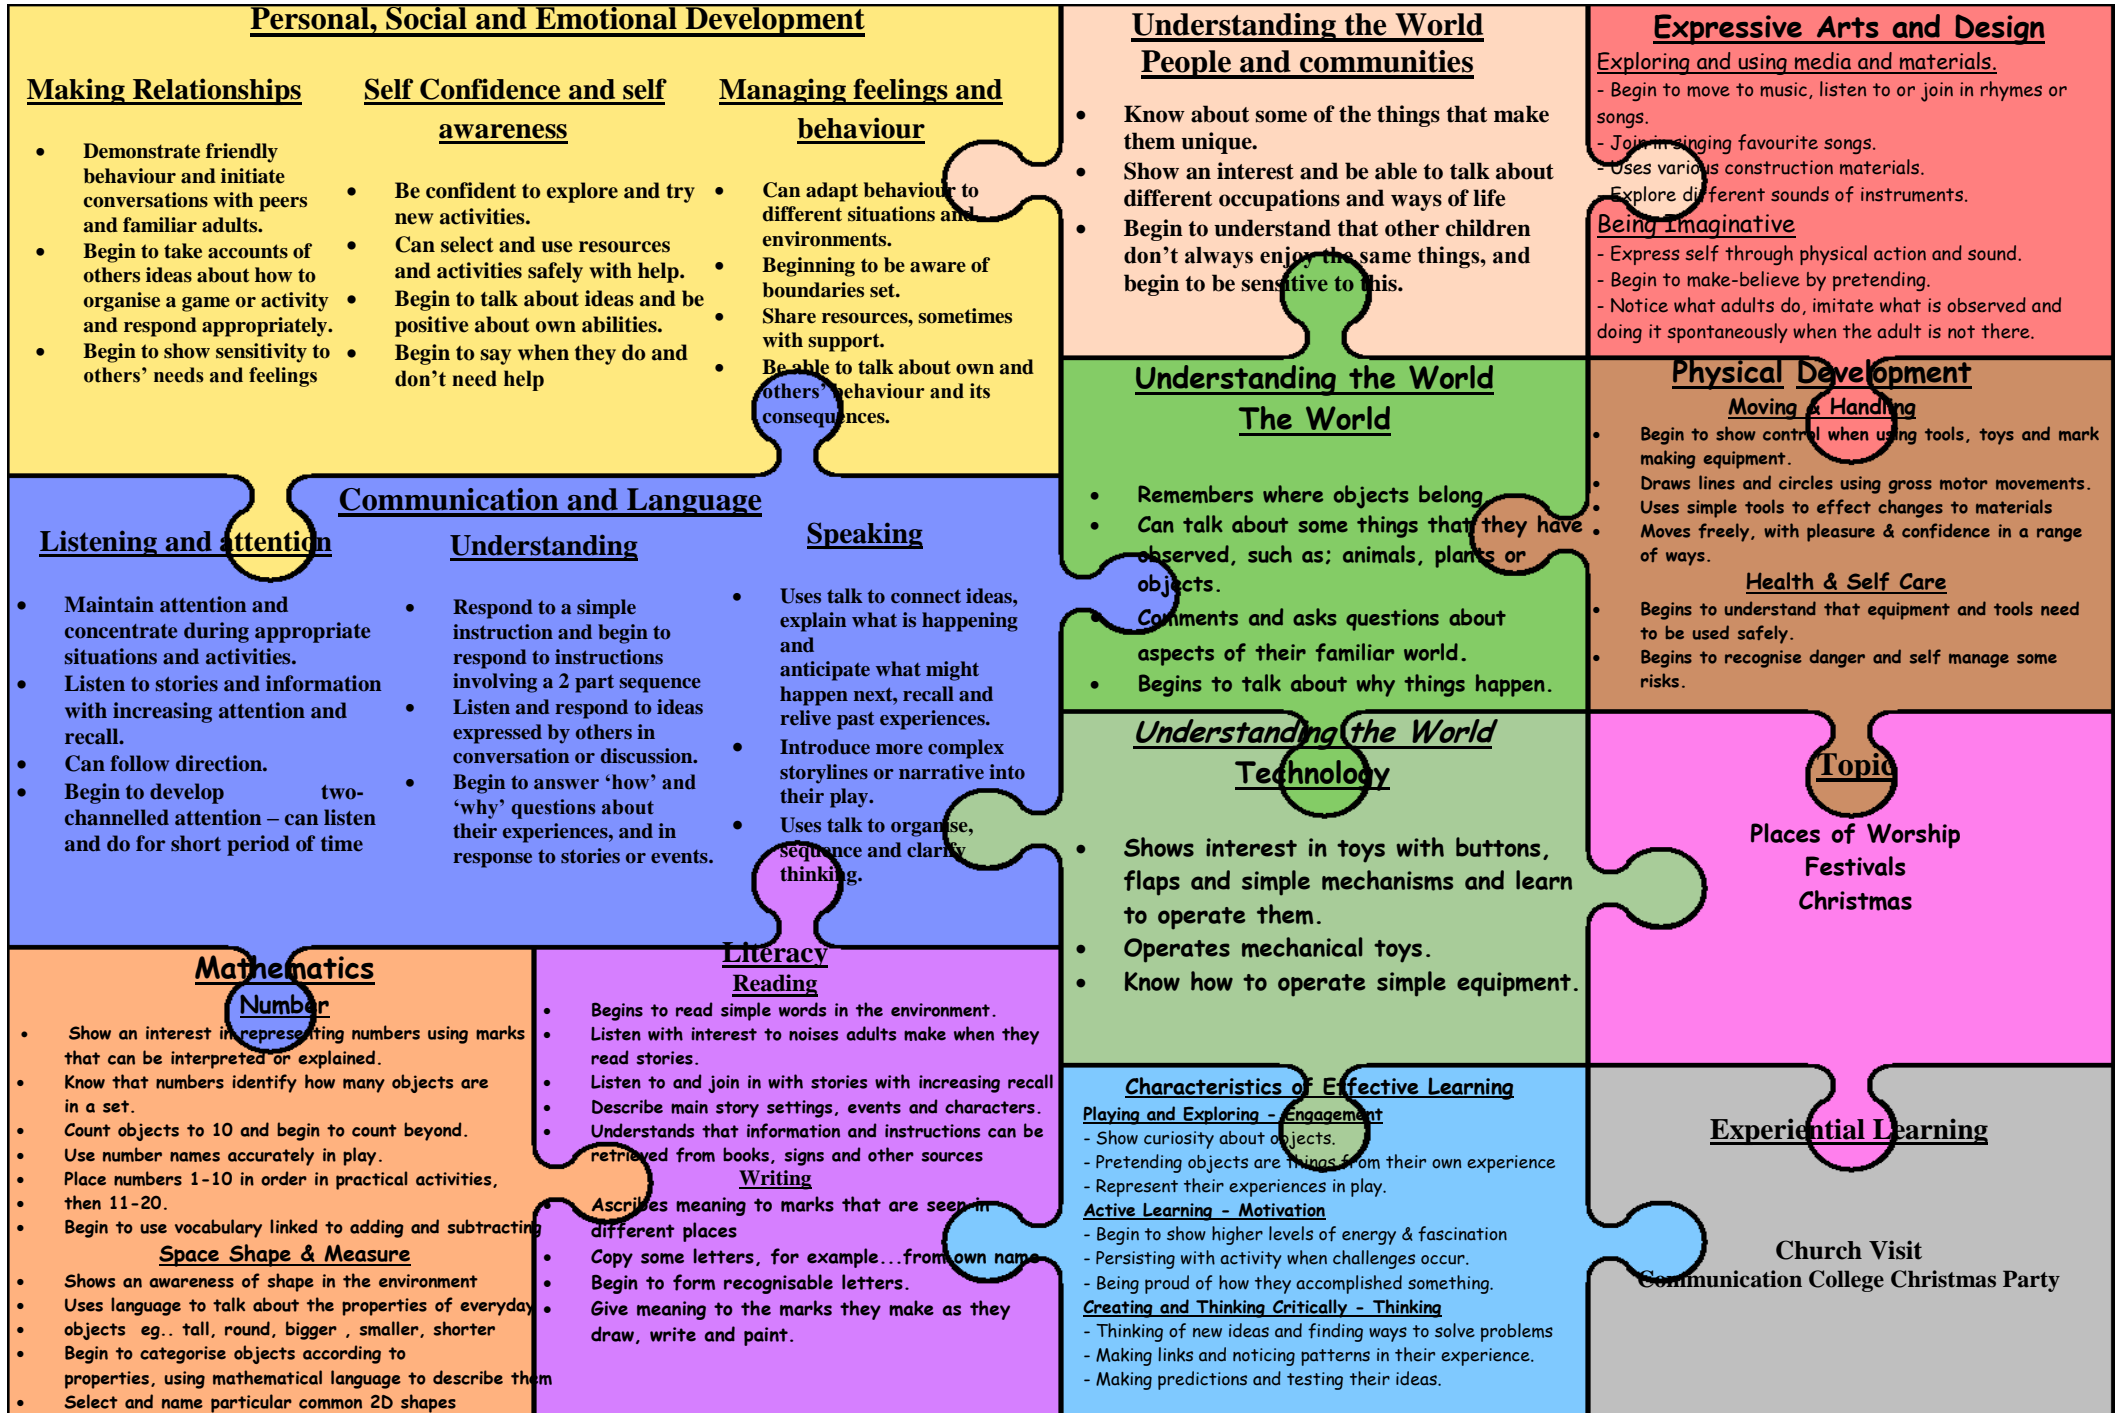 Personal, Social and Emotional Development
Making Relationships
• Demonstrate friendly
behaviour and initiate
conversations with peers
and familiar adults.
• Begin to take accounts of
others ideas about how to
organise a game or activity
and respond appropriately.
• Begin to show sensitivity to
others’ needs and feelings
Self Confidence and self
awareness
• Be confident to explore and try
new activities.
• Can select and use resources
and activities safely with help.
• Begin to talk about ideas and be
positive about own abilities.
• Begin to say when they do and
don’t need help
Managing feelings and
behaviour
• Can adapt behaviour to
different situations and
environments.
• Beginning to be aware of
boundaries set.
• Share resources, sometimes
with support.
• Be able to talk about own and
others’ behaviour and its
consequences.
Understanding the World
People and communities
• Know about some of the things that make
them unique.
• Show an interest and be able to talk about
different occupations and ways of life
• Begin to understand that other children
don’t always enjoy the same things, and
begin to be sensitive to this.
Expressive Arts and Design
Exploring and using media and materials.
- Begin to move to music, listen to or join in rhymes or
songs.
- Join in singing favourite songs.
- Uses various construction materials.
- Explore different sounds of instruments.
Being Imaginative
- Express self through physical action and sound.
- Begin to make-believe by pretending.
- Notice what adults do, imitate what is observed and
doing it spontaneously when the adult is not there.
Communication and Language
Listening and attention
• Maintain attention and
concentrate during appropriate
situations and activities.
• Listen to stories and information
with increasing attention and
recall.
• Can follow direction.
• Begin to develop two-
channelled attention – can listen
and do for short period of time
Understanding
• Respond to a simple
instruction and begin to
respond to instructions
involving a 2 part sequence
• Listen and respond to ideas
expressed by others in
conversation or discussion.
• Begin to answer ‘how’ and
‘why’ questions about
their experiences, and in
response to stories or events.
Speaking
• Uses talk to connect ideas,
explain what is happening
and
anticipate what might
happen next, recall and
relive past experiences.
• Introduce more complex
storylines or narrative into
their play.
• Uses talk to organise,
sequence and clarify
thinking.
Understanding the World
The World
• Remembers where objects belong
• Can talk about some things that they have
observed, such as; animals, plants or
objects.
• Comments and asks questions about
aspects of their familiar world.
• Begins to talk about why things happen.
Physical Development
Moving & Handling
• Begin to show control when using tools, toys and mark
making equipment.
• Draws lines and circles using gross motor movements.
• Uses simple tools to effect changes to materials
• Moves freely, with pleasure & confidence in a range
of ways.
Health & Self Care
• Begins to understand that equipment and tools need
to be used safely.
• Begins to recognise danger and self manage some
risks.
Understanding the World
Technology
• Shows interest in toys with buttons,
flaps and simple mechanisms and learn
to operate them.
• Operates mechanical toys.
• Know how to operate simple equipment.
Topic
Places of Worship
Festivals
Christmas
Mathematics
Number
• Show an interest in representing numbers using marks
that can be interpreted or explained.
• Know that numbers identify how many objects are
in a set.
• Count objects to 10 and begin to count beyond.
• Use number names accurately in play.
• Place numbers 1-10 in order in practical activities,
• then 11-20.
• Begin to use vocabulary linked to adding and subtracting
Space Shape & Measure
• Shows an awareness of shape in the environment
• Uses language to talk about the properties of everyday
• objects eg.. tall, round, bigger , smaller, shorter
• Begin to categorise objects according to
properties, using mathematical language to describe them
• Select and name particular common 2D shapes
Literacy
Reading
• Begins to read simple words in the environment.
• Listen with interest to noises adults make when they
read stories.
• Listen to and join in with stories with increasing recall
• Describe main story settings, events and characters.
• Understands that information and instructions can be
retrieved from books, signs and other sources
Writing
• Ascribes meaning to marks that are seen in
different places
• Copy some letters, for example...from own name
• Begin to form recognisable letters.
• Give meaning to the marks they make as they
draw, write and paint.
Characteristics of Effective Learning
Playing and Exploring - Engagement
- Show curiosity about objects.
- Pretending objects are things from their own experience
- Represent their experiences in play.
Active Learning - Motivation
- Begin to show higher levels of energy & fascination
- Persisting with activity when challenges occur.
- Being proud of how they accomplished something.
Creating and Thinking Critically - Thinking
- Thinking of new ideas and finding ways to solve problems
- Making links and noticing patterns in their experience.
- Making predictions and testing their ideas.
Experiential Learning
Church Visit
Communication College Christmas Party